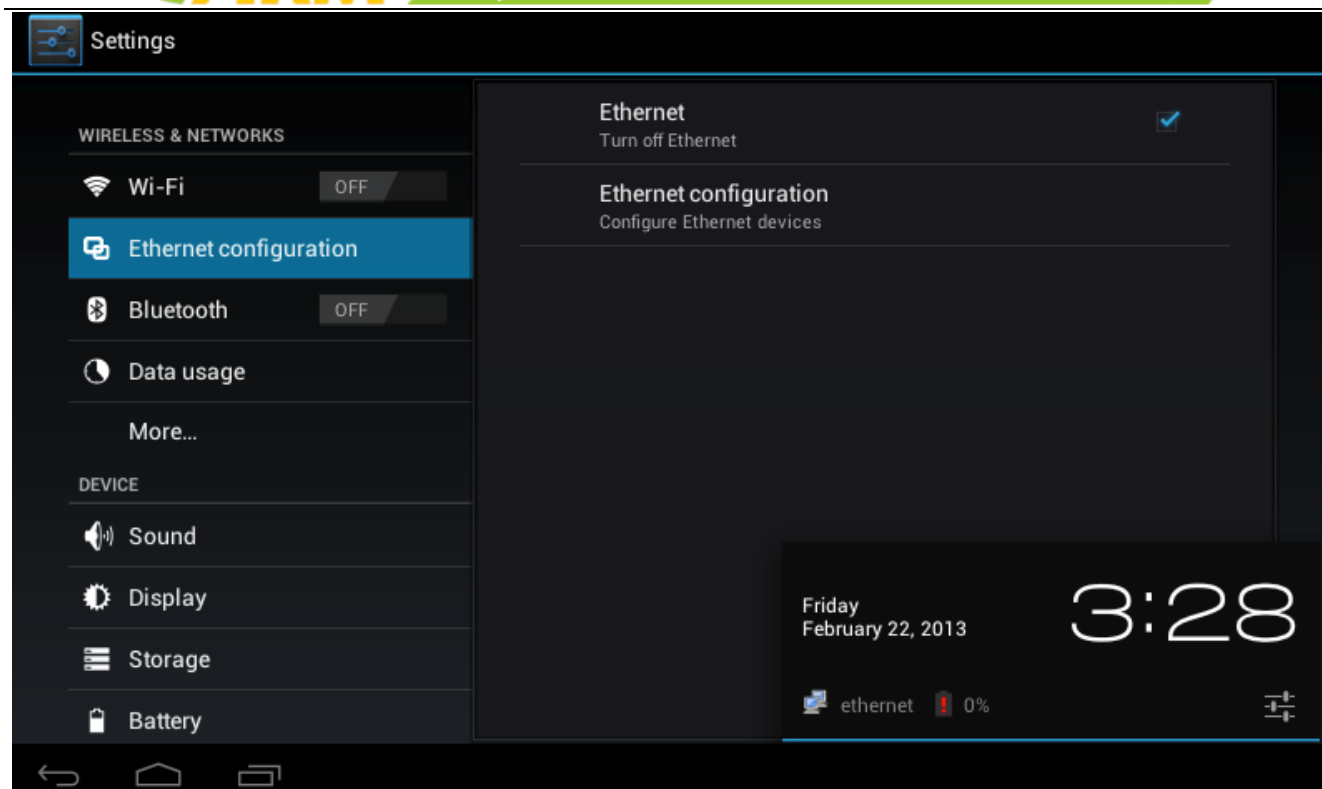 Settings
WIRELESS & NETWORKS
Wi-Fi OFF
Ethernet configuration
Bluetooth OFF
Data usage
More...
DEVICE
Sound
Display
Storage
Battery
Ethernet
Turn off Ethernet
Ethernet configuration
Configure Ethernet devices
Friday
February 22, 2013
3:28
ethernet 0%